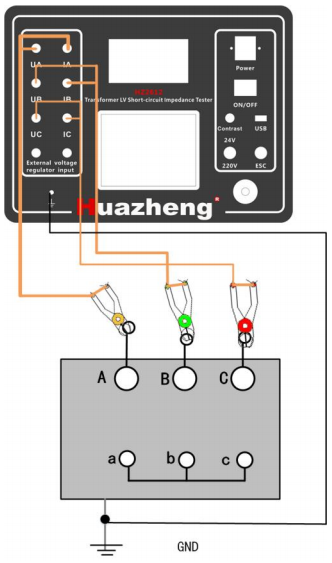 UA IA
UB IB
UC IC
External voltage
regulator input
Transformer LV Short-circuit Impedance Tester
Power
ON/OFF
Contrast USB
24V
220V ESC
Huazheng
A B C
a b c
GND